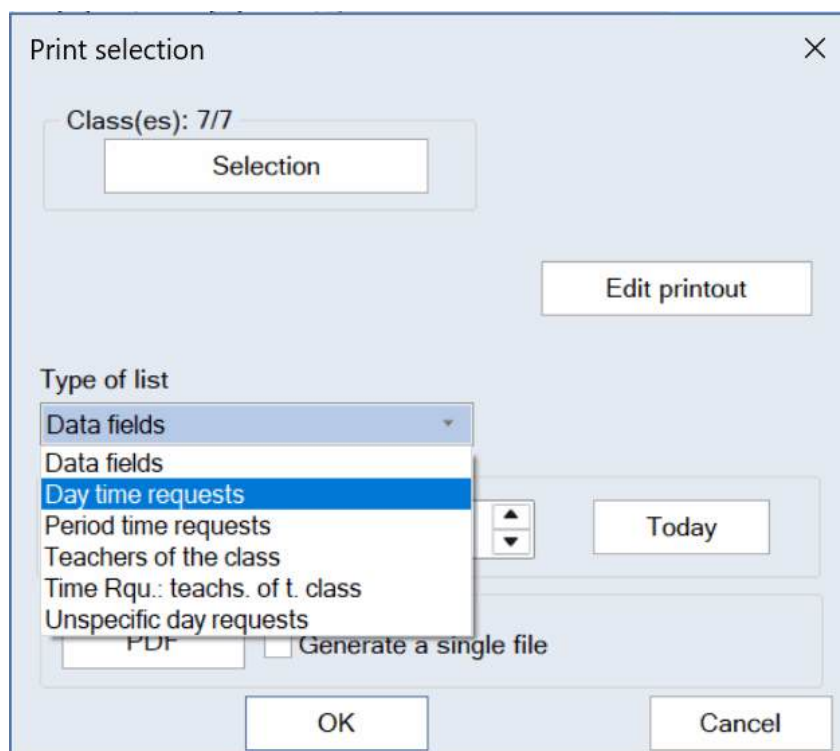 Print selection
Class(es): 7/7
Selection
Edit printout
Type of list
Data fields
Data fields
Day time requests
Period time requests
Today
Teachers of the class
Time Rqu.: teachs. of t. class
Unspecific day requests
PDF
Generate a single file
OK
Cancel